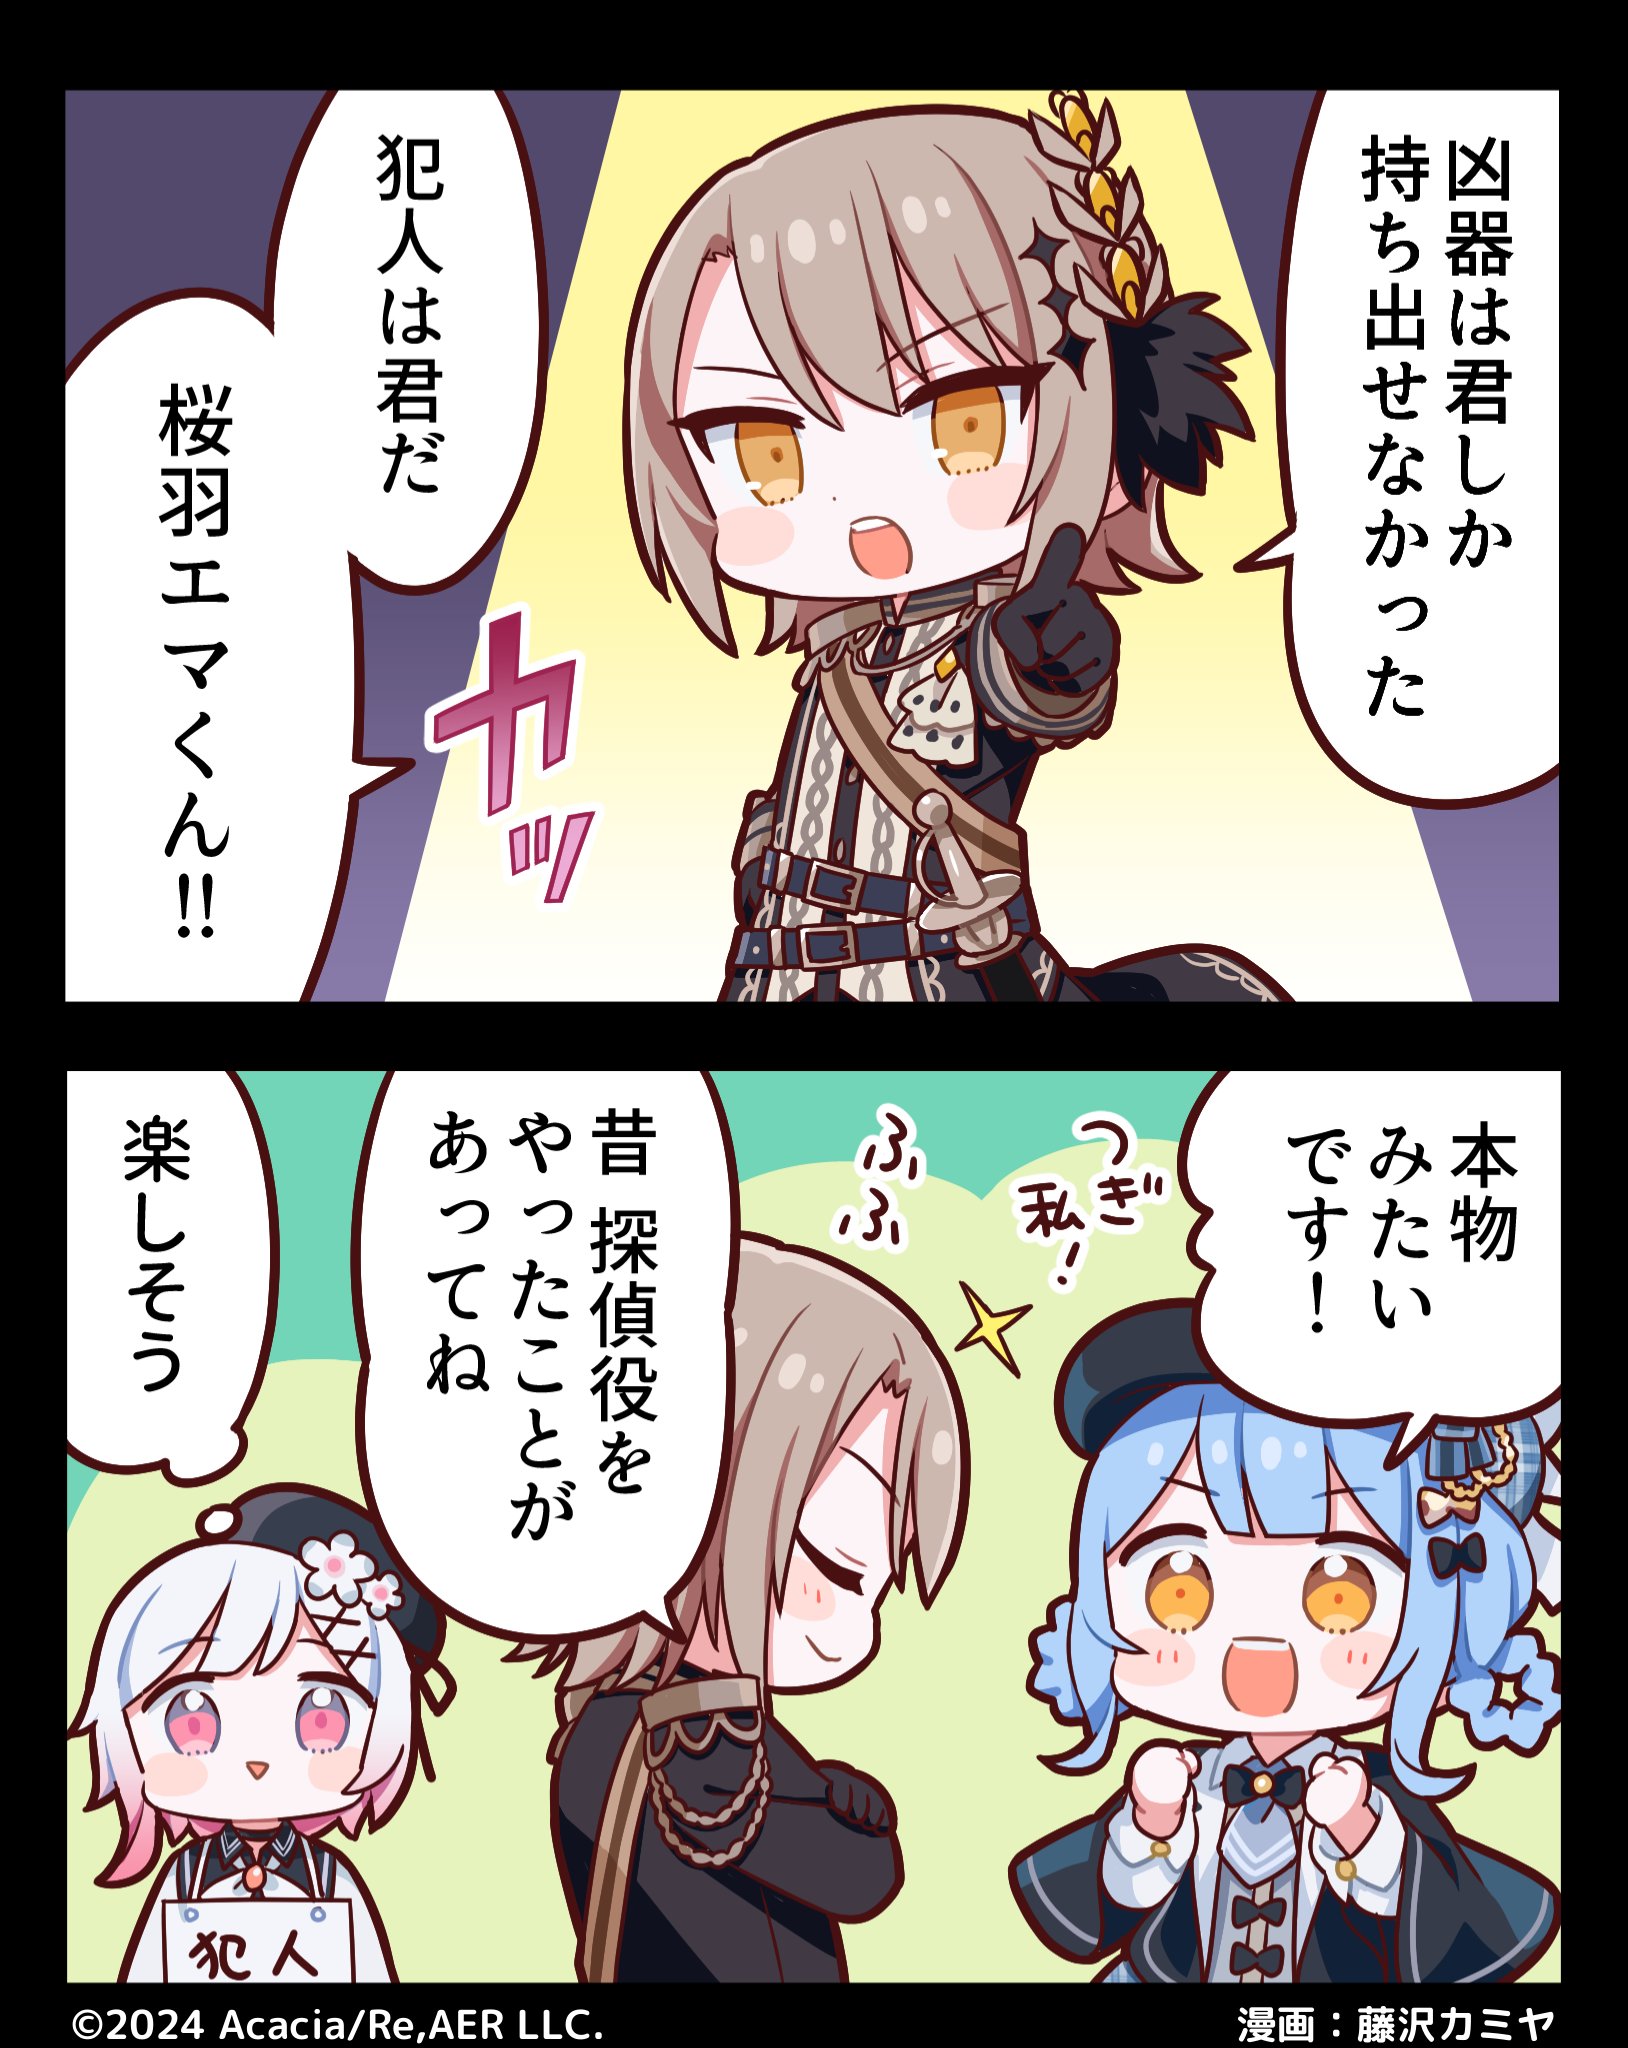 凶器は君しか
持ち出せなかった
犯人は君だ
桜羽エマくん!!
カッ
本物
みたい
です!
つぎ
私!
ふふ
昔 探偵役を
やったことが
あってね
楽しそう
犯人
©2024 Acacia/Re,AER LLC.
漫画：藤沢カミヤ